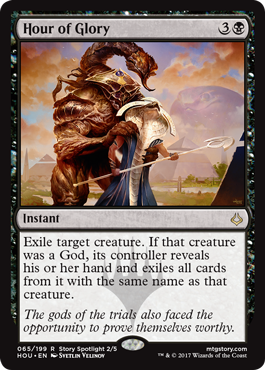 Hour of Glory 3
Instant
Exile target creature. If that creature
was a God, its controller reveals
his or her hand and exiles all cards
from it with the same name as that
creature.
The gods of the trials also faced the
opportunity to prove themselves worthy.
065/199 R Story Spotlight 2/5 mtgstory.com
HOU • EN Svetlin Velinov ™ & © 2017 Wizards of the Coast